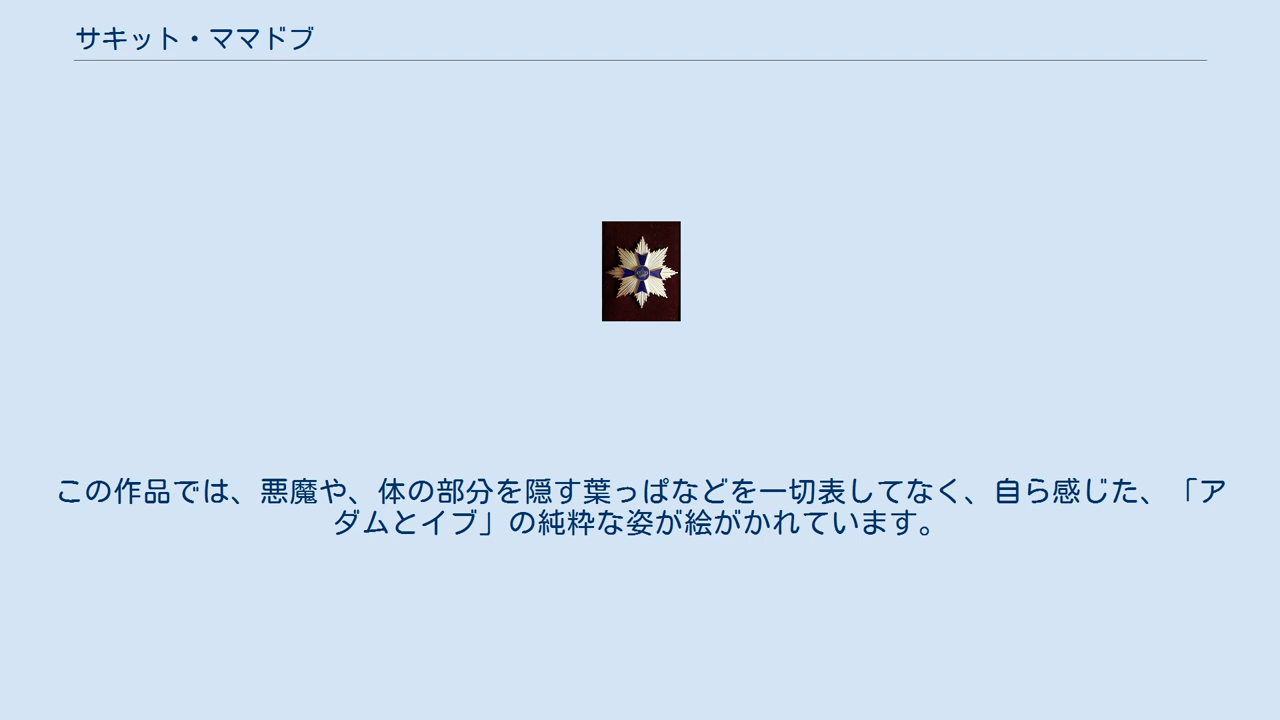 サキット・ママドブ
この作品では、悪魔や、体の部分を隠す葉っぱなどを一切表してなく、自ら感じた、「ア
ダムとイブ」の純粋な姿が絵がかれています。